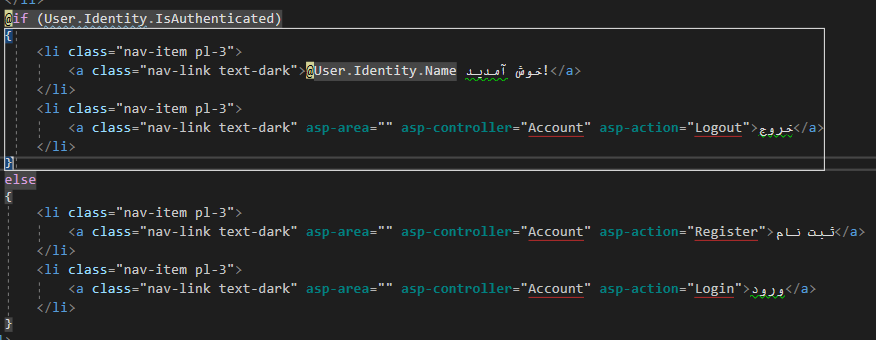 </li>
@if (User.Identity.IsAuthenticated)
{
<li class="nav-item pl-3">
<a class="nav-link text-dark">@User.Identity.Name خوش آمدید!</a>
</li>
<li class="nav-item pl-3">
<a class="nav-link text-dark" asp-area="" asp-controller="Account" asp-action="Logout">خروج</a>
</li>
}
else
{
<li class="nav-item pl-3">
<a class="nav-link text-dark" asp-area="" asp-controller="Account" asp-action="Register">ثبت نام</a>
</li>
<li class="nav-item pl-3">
<a class="nav-link text-dark" asp-area="" asp-controller="Account" asp-action="Login">ورود</a>
</li>
}